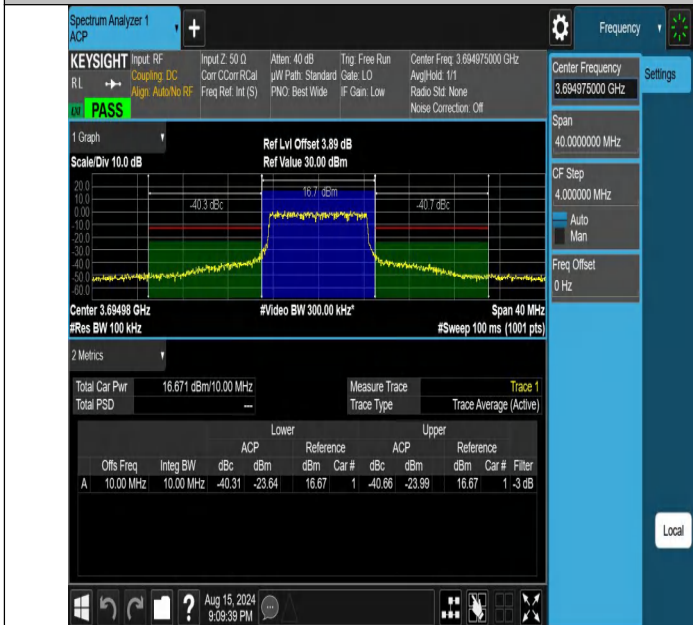 Spectrum Analyzer 1
ACP
Frequency
KEYSIGHT
RL
PASS
Input: RF
Coupling: DC
Align: Auto/No RF
Input Z: 50 Ω
Corr CCorr RCal
Freq Ref: Int (S)
Atten: 40 dB
µW Path: Standard
PNO: Best Wide
Trig: Free Run
Gate: LO
IF Gain: Low
Center Freq: 3.694975000 GHz
Avg|Hold: 1/1
Radio Std: None
Noise Correction: Off
Center Frequency
3.694975000 GHz
Settings
Span
40.0000000 MHz
CF Step
4.000000 MHz
Auto
Man
Freq Offset
0 Hz
1 Graph
Scale/Div 10.0 dB
Ref Lvl Offset 3.89 dB
Ref Value 30.00 dBm
20.0
10.0
0.00
-10.0
-20.0
-30.0
-40.0
-50.0
-60.0
-40.3 dBc
16.7 dBm
-40.7 dBc
Center 3.69498 GHz
#Video BW 300.00 kHz*
Span 40 MHz
#Res BW 100 kHz
#Sweep 100 ms (1001 pts)
2 Metrics
Total Car Pwr 16.671 dBm/10.00 MHz
Measure Trace Trace 1
Total PSD ---
Trace Type Trace Average (Active)
Lower Upper
ACP Reference ACP Reference
Offs Freq Integ BW dBc dBm dBm Car # dBc dBm dBm Car # Filter
A 10.00 MHz 10.00 MHz -40.31 -23.64 16.67 1 -40.66 -23.99 16.67 1 -3 dB
Local
?
Aug 15, 2024
9:09:39 PM